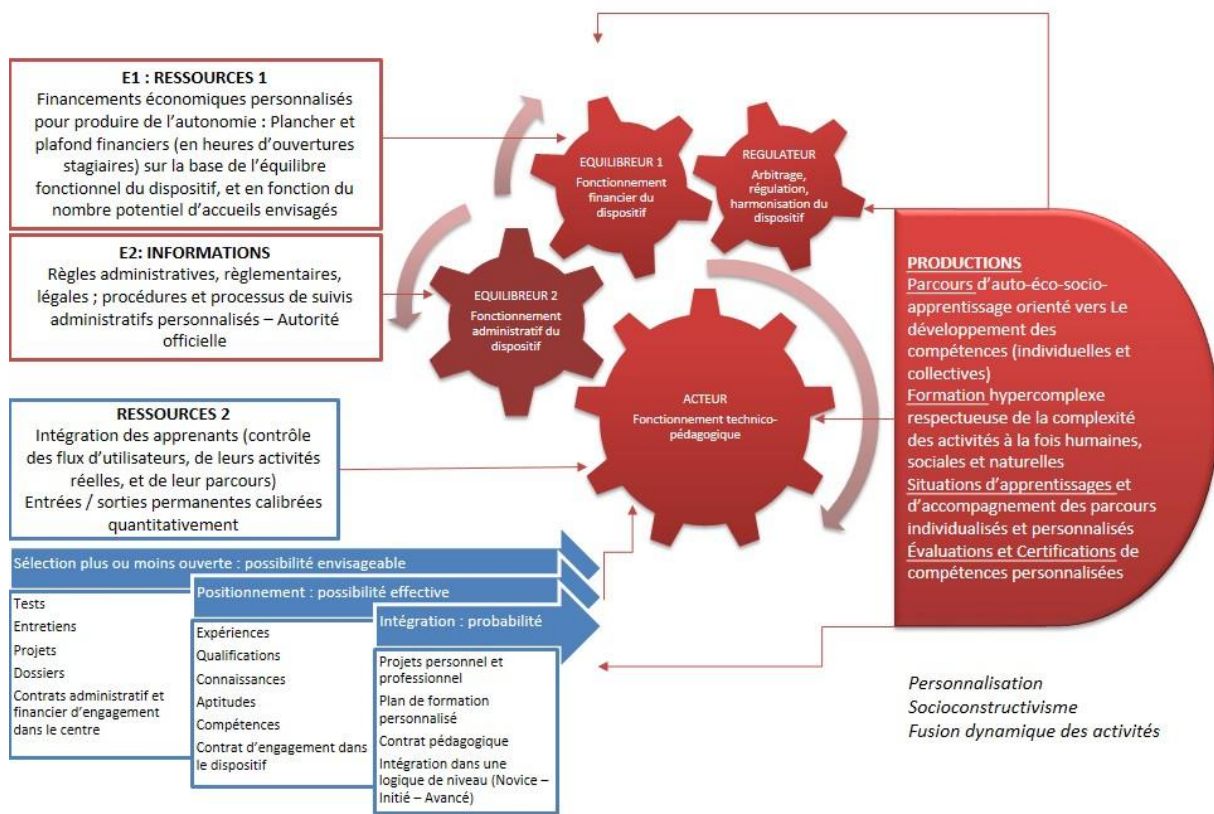 E1 : RESSOURCES 1
Financements économiques personnalisés
pour produire de l'autonomie : Plancher et
plafond financiers (en heures d'ouvertures
stagiaires) sur la base de l'équilibre
fonctionnel du dispositif, et en fonction du
nombre potentiel d'accueils envisagés
E2: INFORMATIONS
Règles administratives, règlementaires,
légales ; procédures et processus de suivis
administratifs personnalisés – Autorité
officielle
RESSOURCES 2
Intégration des apprenants (contrôle
des flux d'utilisateurs, de leurs activités
réelles, et de leur parcours)
Entrées / sorties permanentes calibrées
quantitativement
EQUILIBREUR 1
Fonctionnement
financier du
dispositif
REGULATEUR
Arbitrage,
régulation,
harmonisation du
dispositif
EQUILIBREUR 2
Fonctionnement
administratif du
dispositif
ACTEUR
Fonctionnement technico-
pédagogique
PRODUCTIONS
Parcours d'auto-éco-socio-
apprentissage orienté vers Le
développement des
compétences (individuelles et
collectives)
Formation hypercomplexe
respectueuse de la complexité
des activités à la fois humaines,
sociales et naturelles
Situations d'apprentissages et
d'accompagnement des parcours
individualisés et personnalisés
Évaluations et Certifications de
compétences personnalisées
Sélection plus ou moins ouverte : possibilité envisageable
Tests
Entretiens
Projets
Dossiers
Contrats administratif et
financier d'engagement
dans le centre
Positionnement : possibilité effective
Expériences
Qualifications
Connaissances
Aptitudes
Compétences
Contrat d'engagement dans
le dispositif
Intégration : probabilité
Projets personnel et
professionnel
Plan de formation
personnalisé
Contrat pédagogique
Intégration dans une
logique de niveau (Novice –
Initié – Avancé)
Personnalisation
Socioconstructivisme
Fusion dynamique des activités